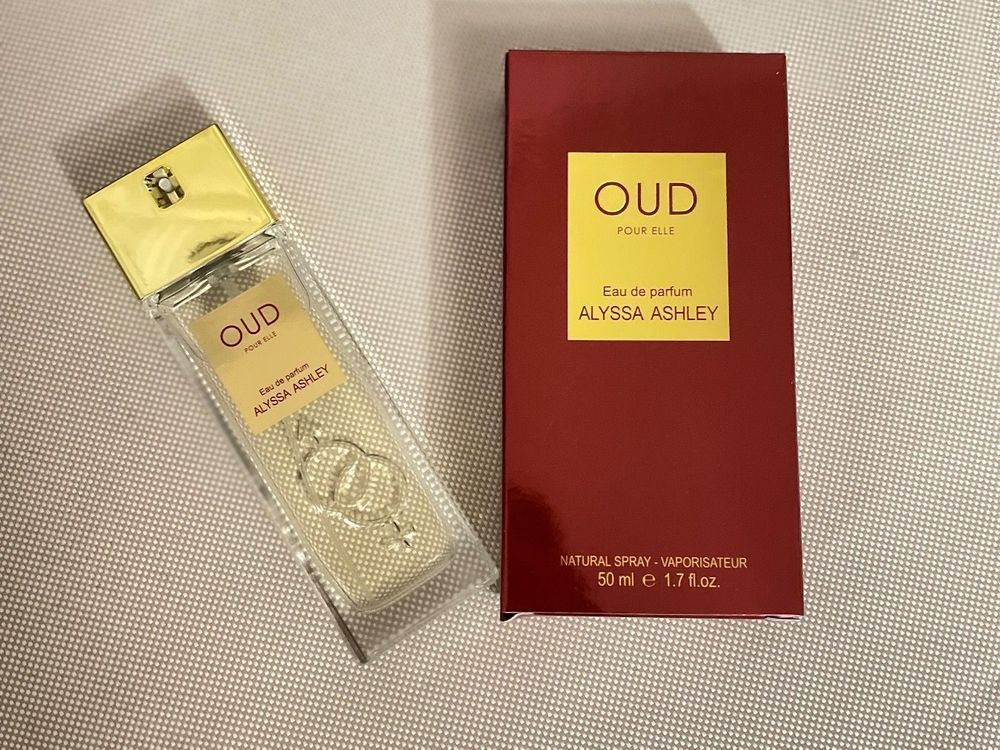 OUD
POUR ELLE
Eau de parfum
ALYSSA ASHLEY
OUD
POUR ELLE
Eau de parfum
ALYSSA ASHLEY
NATURAL SPRAY - VAPORISATEUR
50 ml e 1.7 fl.oz.